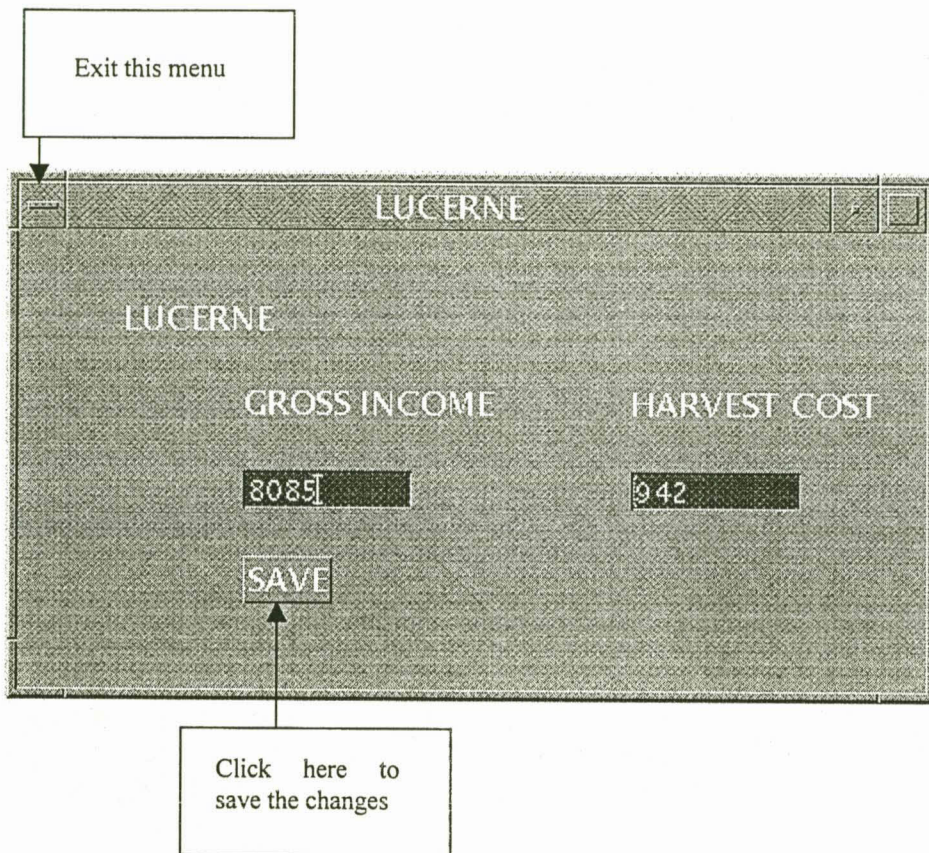 Exit this menu
LUCERNE
LUCERNE
GROSS INCOME HARVEST COST
8085 942
SAVE
Click here to
save the changes